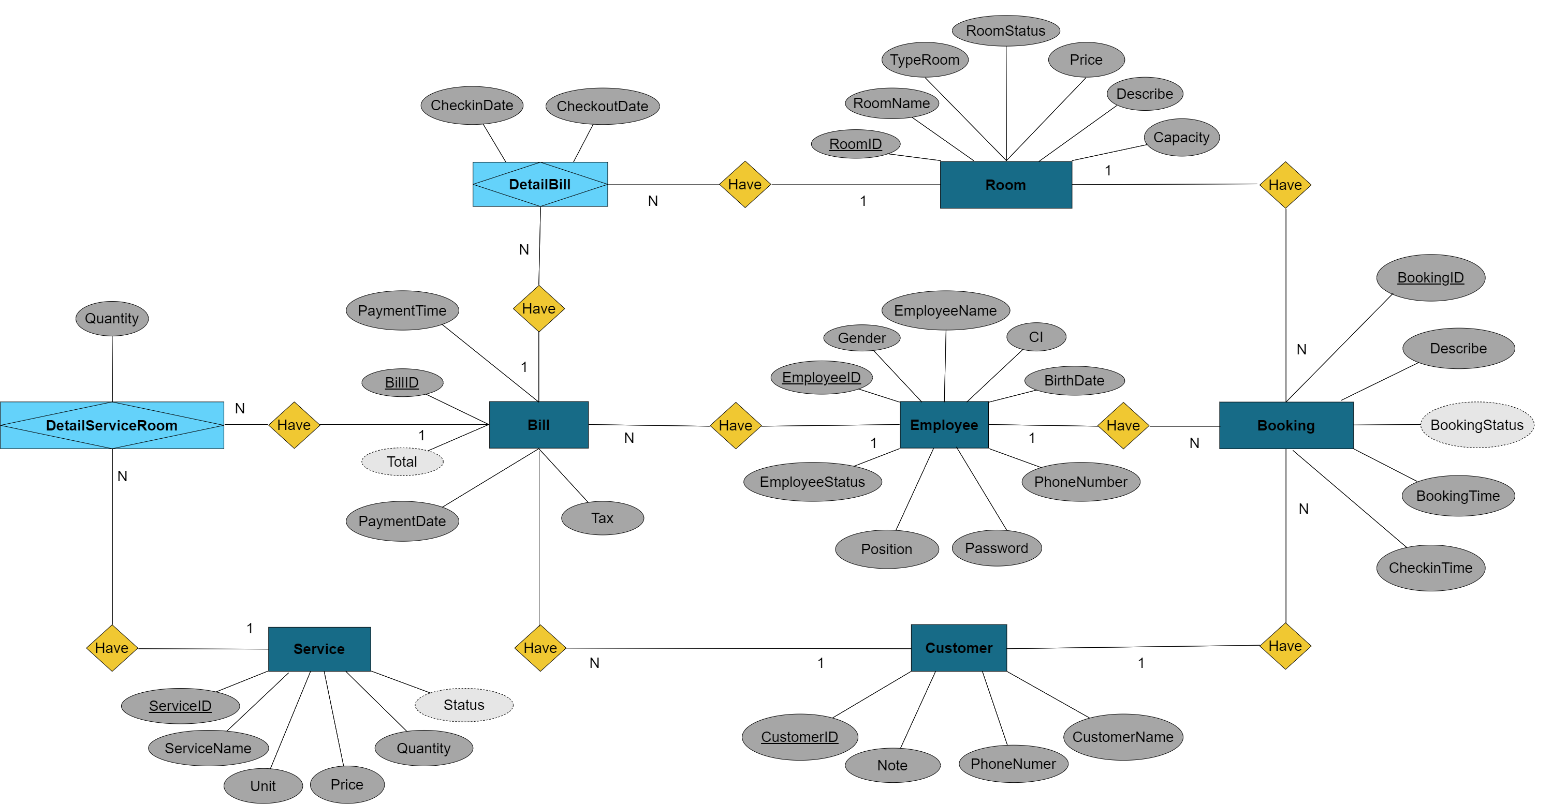 RoomStatus
TypeRoom
Price
CheckinDate
CheckoutDate
RoomName
Describe
RoomID
Capacity
DetailBill
N
Have
1
Room
1
Have
N
BookingID
PaymentTime
Have
EmployeeName
Quantity
Gender
CI
N
1
BillID
EmployeeID
BirthDate
Describe
DetailServiceRoom
N
Have
1
Bill
N
Have
1
Employee
1
Have
N
Booking
BookingStatus
Total
EmployeeStatus
PhoneNumber
N
BookingTime
PaymentDate
Tax
N
Position
Password
CheckinTime
Have
1
Service
Have
N
1
Customer
1
Have
ServiceID
Status
ServiceName
Quantity
Unit
Price
CustomerID
Note
PhoneNumer
CustomerName